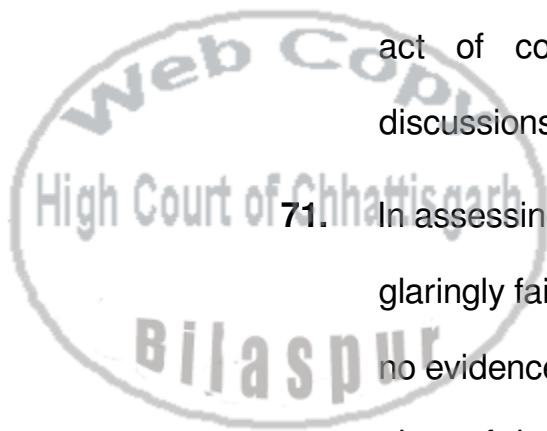 Web Copy
act of co
discussions
High Court of Chhattisgarh
71. In assessin
glaringly fai
no evidence
Bilaspur